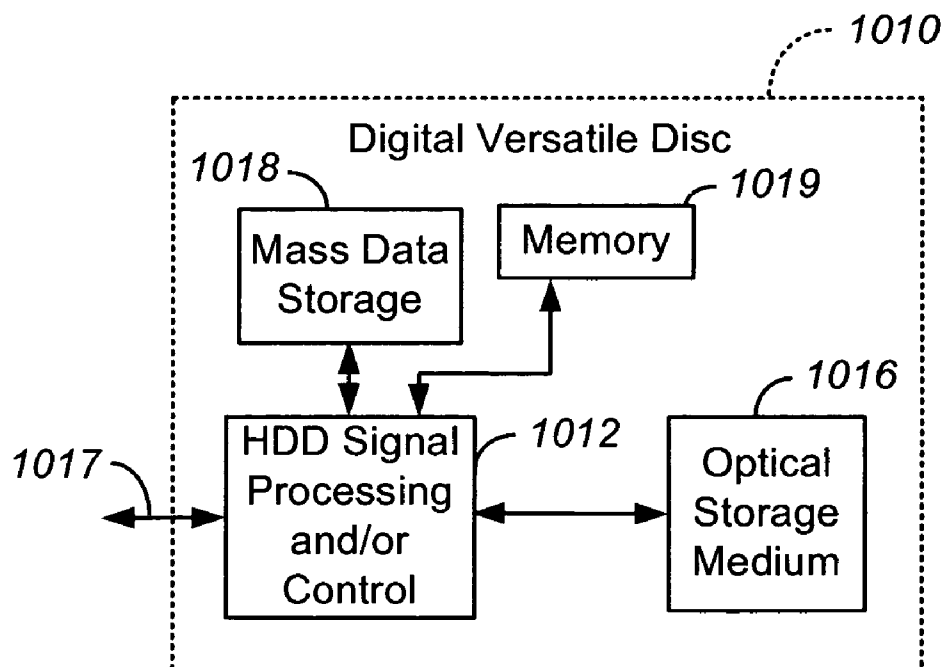 1010
Digital Versatile Disc
1018
1019
Mass Data
Storage
Memory
1016
1017
HDD Signal
Processing
and/or
Control
1012
Optical
Storage
Medium